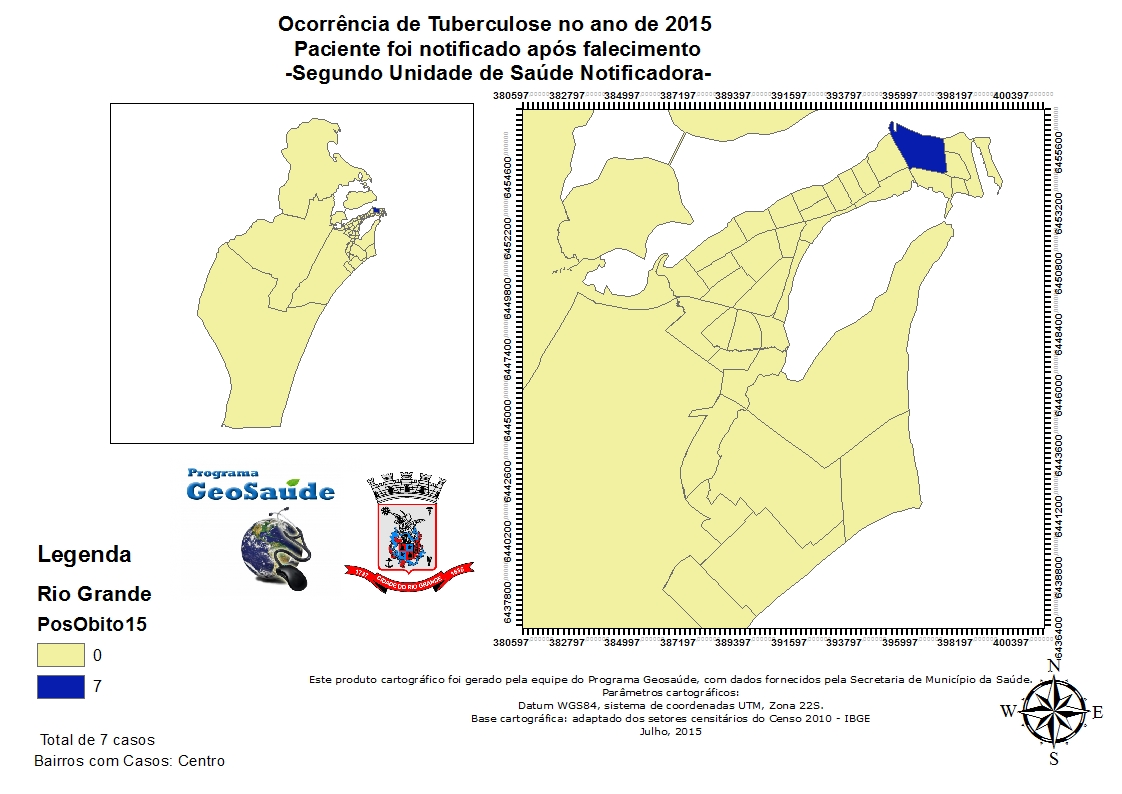 Ocorrência de Tuberculose no ano de 2015
Paciente foi notificado após falecimento
-Segundo Unidade de Saúde Notificadora-
380597 382797 384997 387197 389397 391597 393797 395997 398197 400397
6454600
6452200
6449800
6447400
6445000
6442600
6440200
6437800
6455600
6453200
6450800
6448400
6446000
6443600
6441200
6438800
6436400
380597 382797 384997 387197 389397 391597 393797 395997 398197 400397
Programa
GeoSaúde
1737 CIDADE DO RIO GRANDE
Legenda
Rio Grande
PosObito15
0
7
Total de 7 casos
Bairros com Casos: Centro
Este produto cartográfico foi gerado pela equipe do Programa Geosaúde, com dados fornecidos pela Secretaria de Município da Saúde.
Parâmetros cartográficos:
Datum WGS84, sistema de coordenadas UTM, Zona 22S.
Base cartográfica: adaptado dos setores censitários do Censo 2010 - IBGE
Julho, 2015
N
W E
S